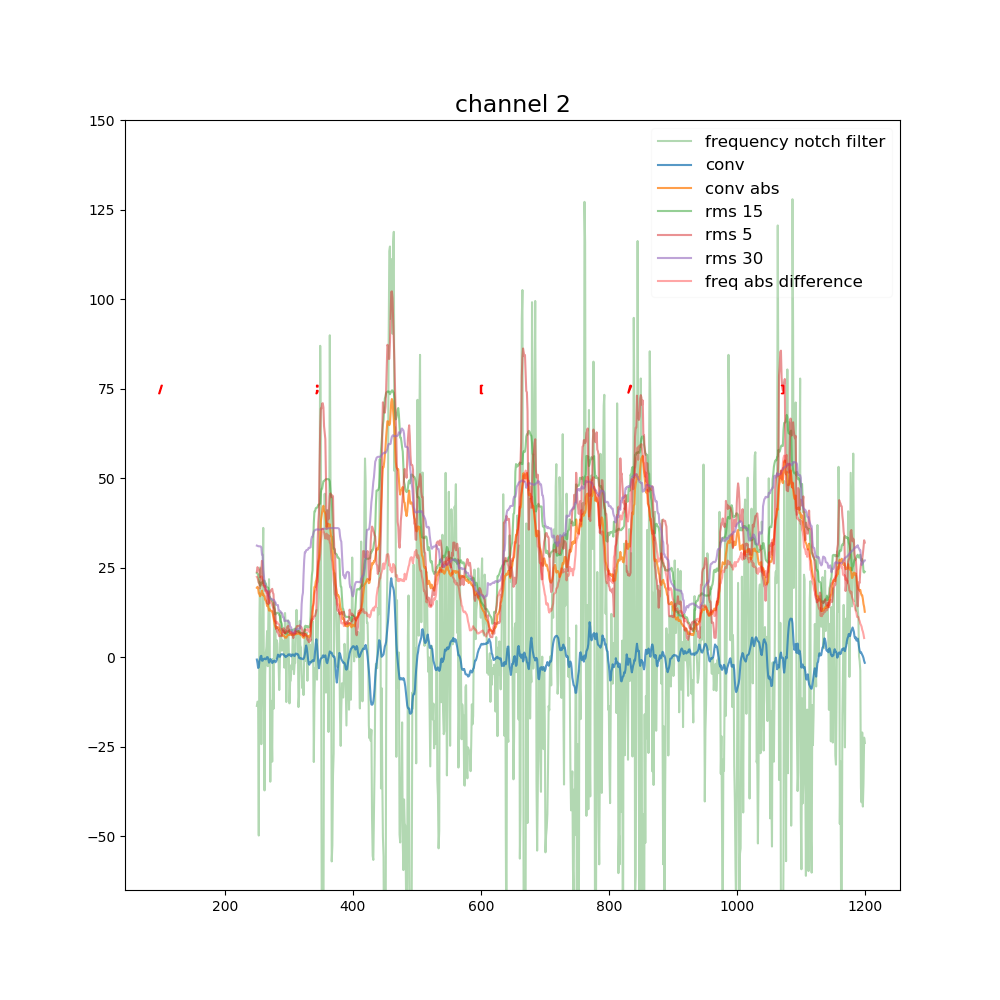 channel 2
150
125
100
75
50
25
0
−25
−50
frequency notch filter
conv
conv abs
rms 15
rms 5
rms 30
freq abs difference
/ ; [ / ]
200 400 600 800 1000 1200